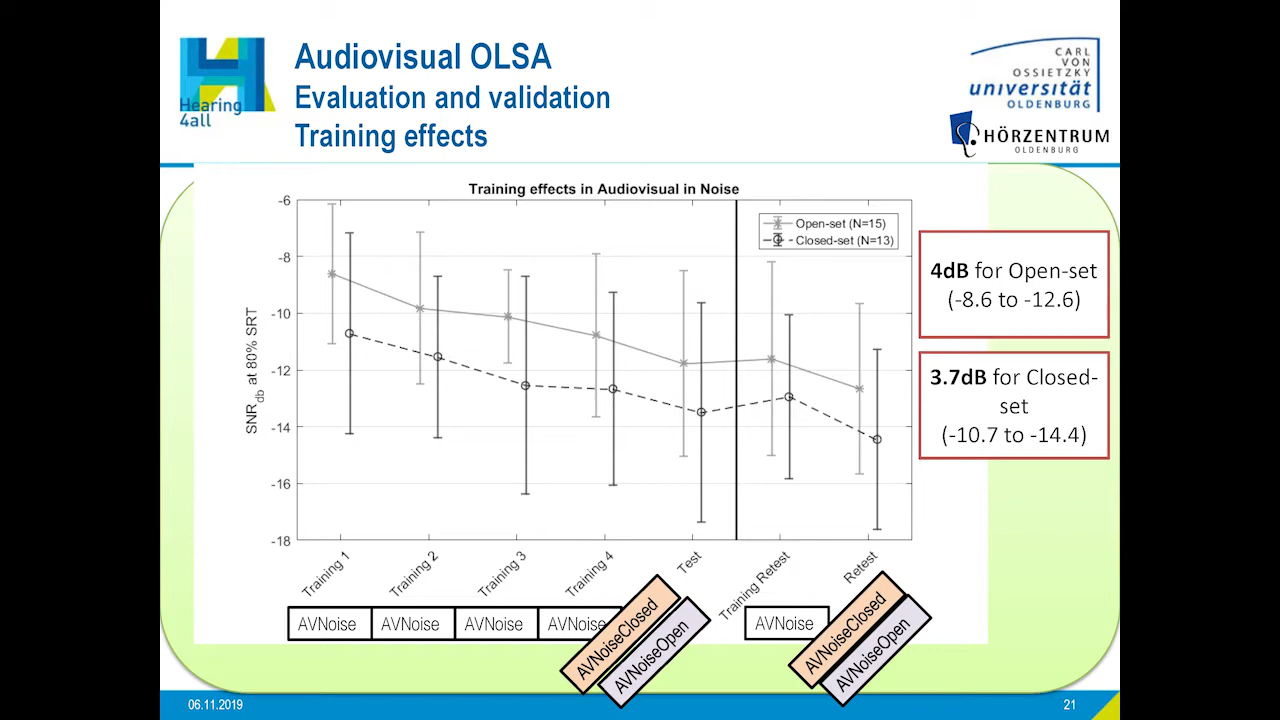 Audiovisual OLSA
Evaluation and validation
Training effects
Hearing
4all
CARL
VON
OSSIETZKY
universität
OLDENBURG
HÖRZENTRUM
OLDENBURG
Training effects in Audiovisual in Noise
Open-set (N=15)
Closed-set (N=13)
-6
-8
-10
-12
-14
-16
-18
SNRdb at 80% SRT
Training 1
Training 2
Training 3
Training 4
Test
Training Retest
Retest
AVNoise
AVNoise
AVNoise
AVNoise
AVNoiseClosed
AVNoiseOpen
AVNoise
AVNoiseClosed
AVNoiseOpen
4dB for Open-set
(-8.6 to -12.6)
3.7dB for Closed-
set
(-10.7 to -14.4)
06.11.2019
21